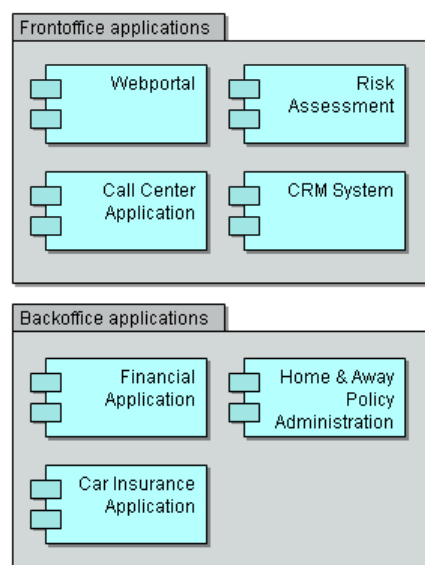 Frontoffice applications
Webportal
Risk
Assessment
Call Center
Application
CRM System
Backoffice applications
Financial
Application
Home & Away
Policy
Administration
Car Insurance
Application